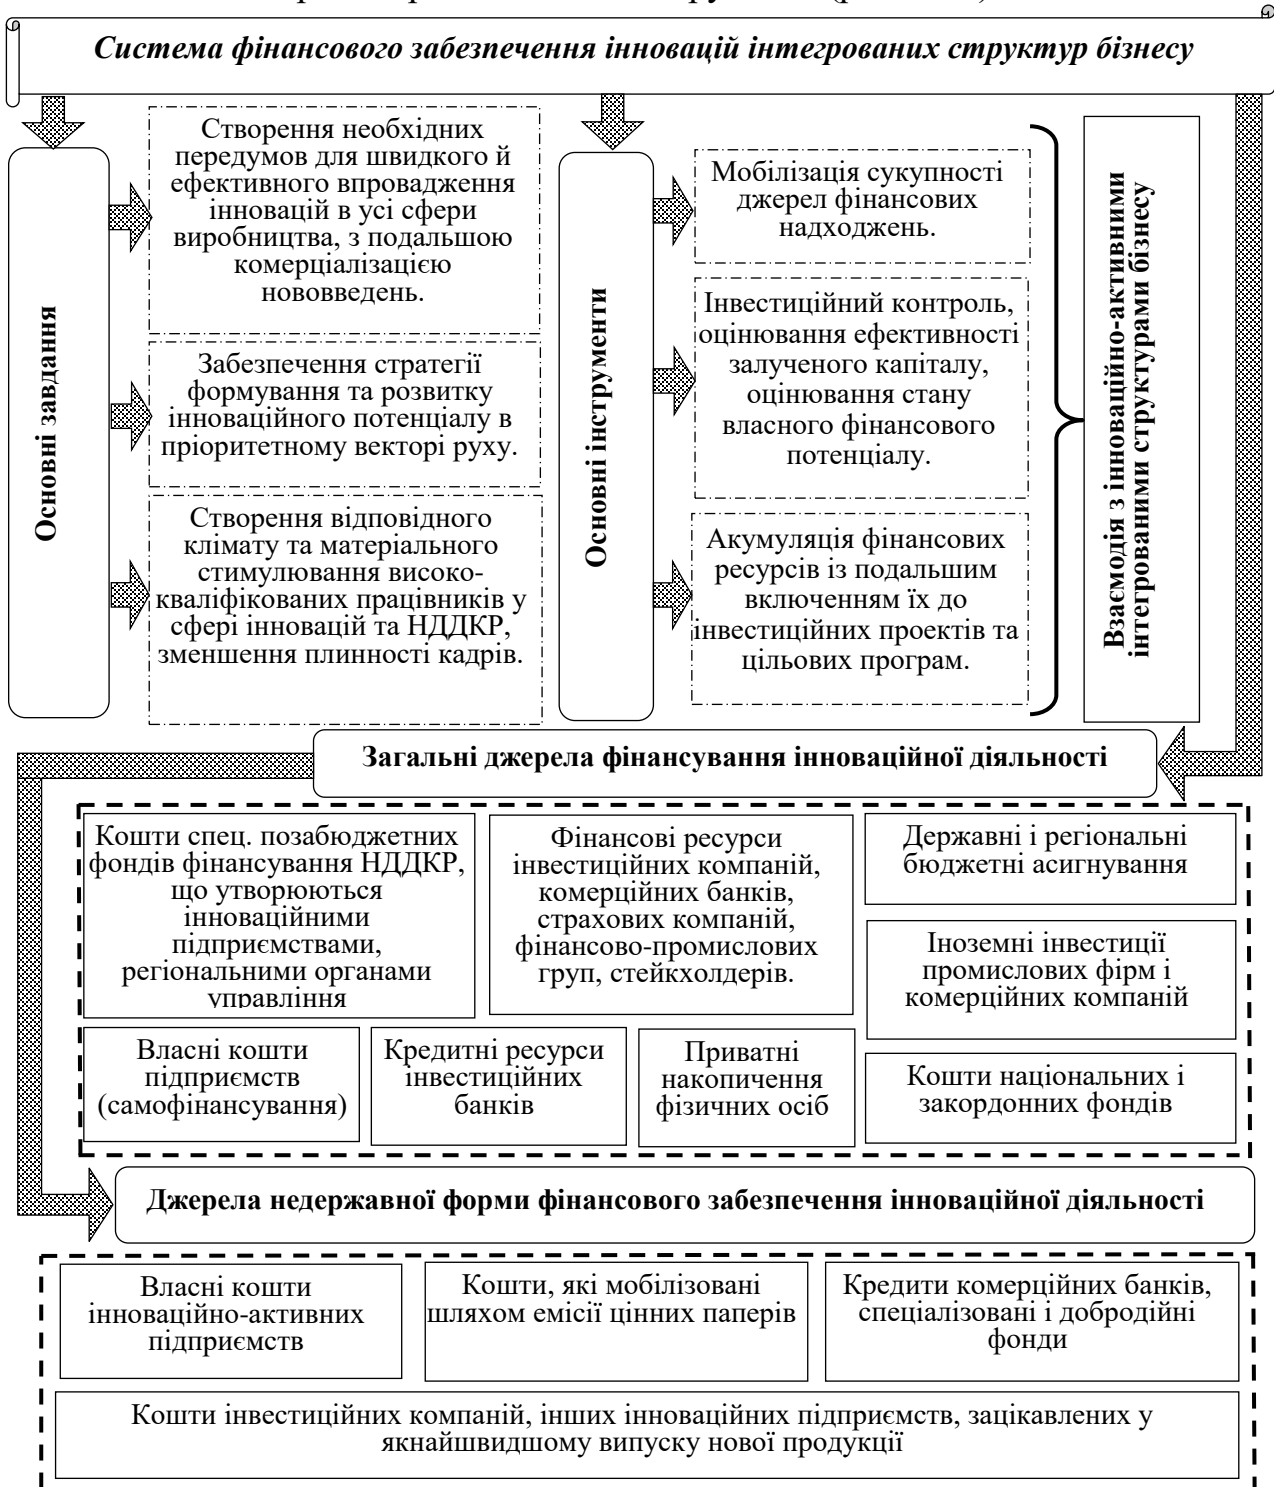 Система фінансового забезпечення інновацій інтегрованих структур бізнесу
Основні завдання
Створення необхідних
передумов для швидкого й
ефективного впровадження
інновацій в усі сфери
виробництва, з подальшою
комерціалізацією
нововведень.
Забезпечення стратегії
формування та розвитку
інноваційного потенціалу в
пріоритетному векторі руху.
Створення відповідного
клімату та матеріального
стимулювання високо-
кваліфікованих працівників у
сфері інновацій та НДДКР,
зменшення плинності кадрів.
Основні інструменти
Мобілізація сукупності
джерел фінансових
надходжень.
Інвестиційний контроль,
оцінювання ефективності
залученого капіталу,
оцінювання стану
власного фінансового
потенціалу.
Акумуляція фінансових
ресурсів із подальшим
включенням їх до
інвестиційних проектів та
цільових програм.
Взаємодія з інноваційно-активними
інтегрованими структурами бізнесу
Загальні джерела фінансування інноваційної діяльності
Кошти спец. позабюджетних
фондів фінансування НДДКР,
що утворюються
інноваційними
підприємствами,
регіональними органами
управління
Фінансові ресурси
інвестиційних компаній,
комерційних банків,
страхових компаній,
фінансово-промислових
груп, стейкхолдерів.
Державні і регіональні
бюджетні асигнування
Іноземні інвестиції
промислових фірм і
комерційних компаній
Власні кошти
підприємств
(самофінансування)
Кредитні ресурси
інвестиційних
банків
Приватні
накопичення
фізичних осіб
Кошти національних і
закордонних фондів
Джерела недержавної форми фінансового забезпечення інноваційної діяльності
Власні кошти
інноваційно-активних
підприємств
Кошти, які мобілізовані
шляхом емісії цінних паперів
Кредити комерційних банків,
спеціалізовані і добродійні
фонди
Кошти інвестиційних компаній, інших інноваційних підприємств, зацікавлених у
якнайшвидшому випуску нової продукції